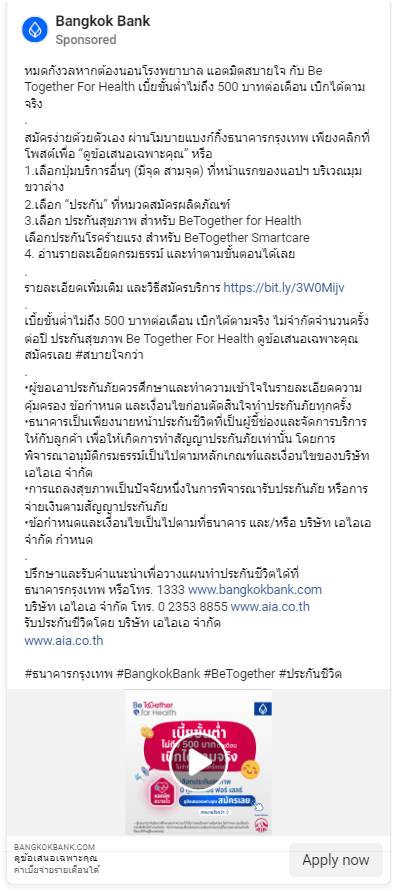 Bangkok Bank
Sponsored
หมดกังวลหากต้องนอนโรงพยาบาล แอดมิตสบายใจ กับ Be
Together For Health เบี้ยขั้นต่ำไม่ถึง 500 บาทต่อเดือน เบิกได้ตาม
จริง
.
สมัครง่ายด้วยตัวเอง ผ่านโมบายแบงก์กิ้งธนาคารกรุงเทพ เพียงคลิกที่
โพสต์เพื่อ “ดูข้อเสนอเฉพาะคุณ” หรือ
1.เลือกปุ่มบริการอื่นๆ (มีจุด สามจุด) ที่หน้าแรกของแอปฯ บริเวณมุม
ขวาล่าง
2.เลือก “ประกัน” ที่หมวดสมัครผลิตภัณฑ์
3.เลือก ประกันสุขภาพ สำหรับ BeTogether for Health
เลือกประกันโรคร้ายแรง สำหรับ BeTogether Smartcare
4. อ่านรายละเอียดกรมธรรม์ และทำตามขั้นตอนได้เลย
.
รายละเอียดเพิ่มเติม และวิธีสมัครบริการ https://bit.ly/3W0Mijv
.
เบี้ยขั้นต่ำไม่ถึง 500 บาทต่อเดือน เบิกได้ตามจริง ไม่จำกัดจำนวนครั้ง
ต่อปี ประกันสุขภาพ Be Together For Health ดูข้อเสนอเฉพาะคุณ
สมัครเลย #สบายใจกว่า
.
•ผู้ขอเอาประกันภัยควรศึกษาและทำความเข้าใจในรายละเอียดความ
คุ้มครอง ข้อกำหนด และเงื่อนไขก่อนตัดสินใจทำประกันภัยทุกครั้ง
•ธนาคารเป็นเพียงนายหน้าประกันชีวิตที่เป็นผู้ชี้ช่องและจัดการบริการ
ให้กับลูกค้า เพื่อให้เกิดการทำสัญญาประกันภัยเท่านั้น โดยการ
พิจารณาอนุมัติกรมธรรม์เป็นไปตามหลักเกณฑ์และเงื่อนไขของบริษัท
เอไอเอ จำกัด
•การแถลงสุขภาพเป็นปัจจัยหนึ่งในการพิจารณารับประกันภัย หรือการ
จ่ายเงินตามสัญญาประกันภัย
•ข้อกำหนดและเงื่อนไขเป็นไปตามที่ธนาคาร และ/หรือ บริษัท เอไอเอ
จำกัด กำหนด
.
ปรึกษาและรับคำแนะนำเพื่อวางแผนทำประกันชีวิตได้ที่
ธนาคารกรุงเทพ หรือโทร. 1333 www.bangkokbank.com
บริษัท เอไอเอ จำกัด โทร. 0 2353 8855 www.aia.co.th
รับประกันชีวิตโดย บริษัท เอไอเอ จำกัด
www.aia.co.th
#ธนาคารกรุงเทพ #BangkokBank #BeTogether #ประกันชีวิต
Be ToGether
for Health
เบี้ยขั้นต่ำ
ไม่ถึง 500 บาท
สมัครเลย
AIA
BANGKOKBANK.COM
ดูข้อเสนอเฉพาะคุณ
คาเบี้ยจ่ายรายเดือนได้
Apply now